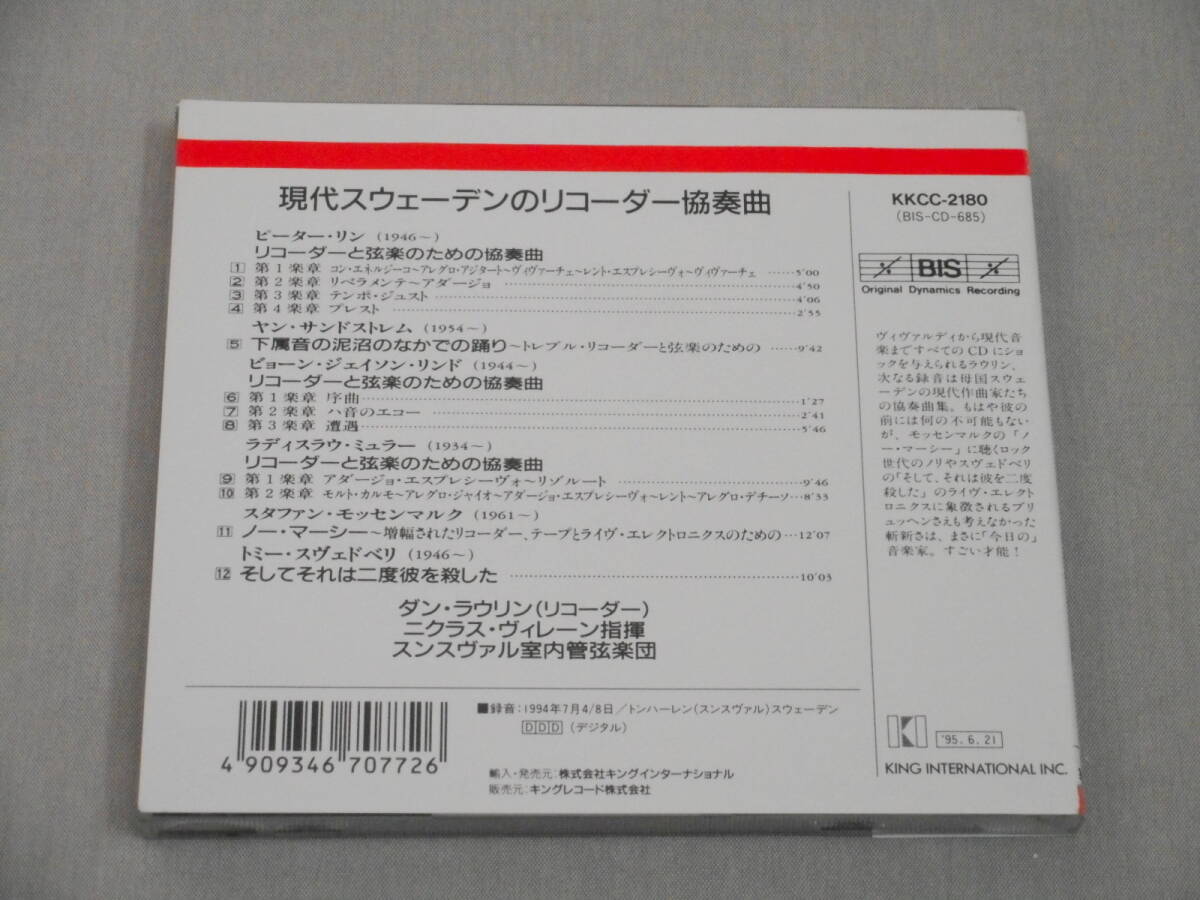 現代スウェーデンのリコーダー協奏曲
ピーター・リン (1946〜)
リコーダーと弦楽のための協奏曲
1 第1楽章 コン・エネルジーコ〜アレグロ・アジタート〜ヴィヴァーチェ〜レント・エスプレシーヴォ〜ヴィヴァーチェ ……5'00
2 第2楽章 リベラメンテ〜アダージョ……4'50
3 第3楽章 テンポ・ジュスト……4'06
4 第4楽章 プレスト……2'55
ヤン・サンドストレム (1954〜)
5 下属音の泥沼のなかでの踊り〜トレブル・リコーダーと弦楽のための ……9'42
ビョーン・ジェイソン・リンド (1944〜)
リコーダーと弦楽のための協奏曲
6 第1楽章 序曲……1'27
7 第2楽章 ハ音のエコー……2'41
8 第3楽章 遭遇……5'46
ラディスラウ・ミュラー (1934〜)
リコーダーと弦楽のための協奏曲
9 第1楽章 アダージョ・エスプレシーヴォ〜リゾルート……9'46
10 第2楽章 モルト・カルモ〜アレグロ・ジャイオ〜アダージョ・エスプレシーヴォ〜レント〜アレグロ・デチーソ…8'33
スタファン・モッセンマルク (1961〜)
11 ノー・マーシー〜増幅されたリコーダー、テープとライヴ・エレクトロニクスのための…12'07
トミー・スヴェドベリ (1946〜)
12 そしてそれは二度彼を殺した ……10'03
ダン・ラウリン(リコーダー)
ニクラス・ヴィレーン指揮
スンスヴァル室内管弦楽団
4 909346 707726
■録音:1994年7月4/8日/トンハーレン(スンスヴァル)スウェーデン
DDD (デジタル)
輸入・発売元:株式会社キングインターナショナル
販売元:キングレコード株式会社
KKCC-2180
(BIS-CD-685)
BIS
Original Dynamics Recording
ヴィヴァルディから現代音
楽まですべてのCDにショ
ックを与えられるラウリン、
次なる録音は母国スウェ
ーデンの現代作曲家たち
の協奏曲集。もはや彼の
前には何の不可能もない
が、モッセンマルクの「ノ
ー・マーシー」に聴くロック
世代のノリやスヴェドベリ
の「そして、それは彼を二度
殺した」のライヴ・エレクト
ロニクスに象徴されるブリ
ュッヘンさえも考えなかった
斬新さは、まさに「今日の」
音楽家。すごい才能!
'95.6.21
KING INTERNATIONAL INC.